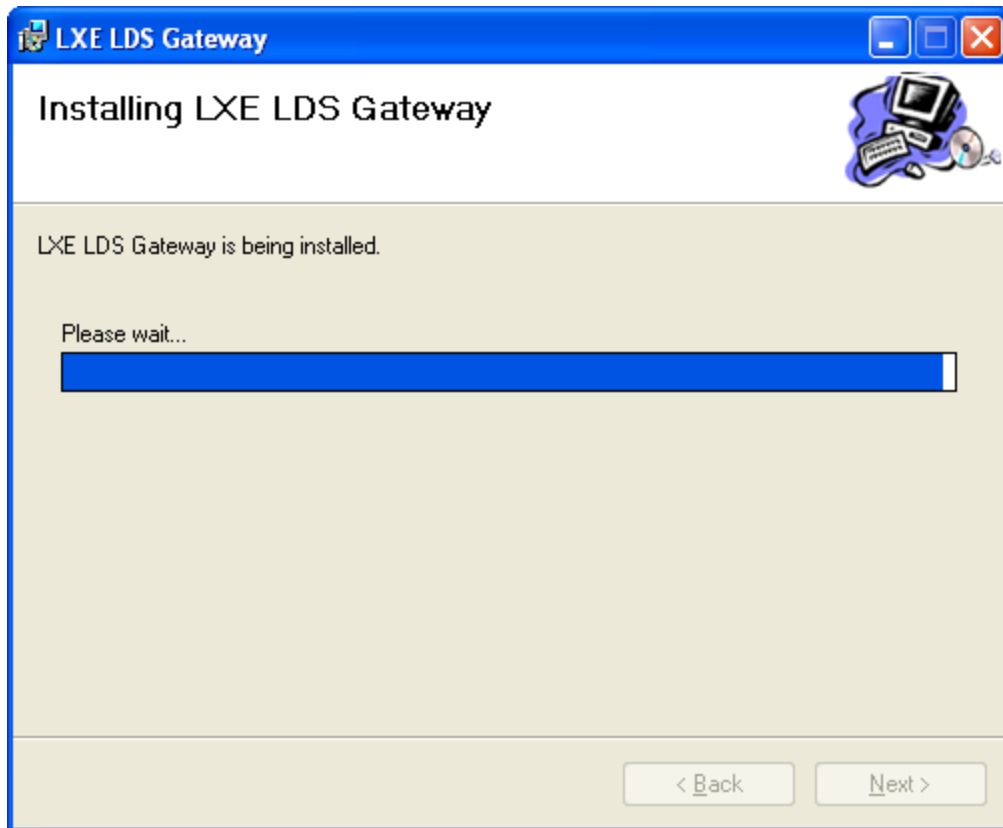 LXE LDS Gateway
Installing LXE LDS Gateway
LXE LDS Gateway is being installed.
Please wait...
< Back
Next >